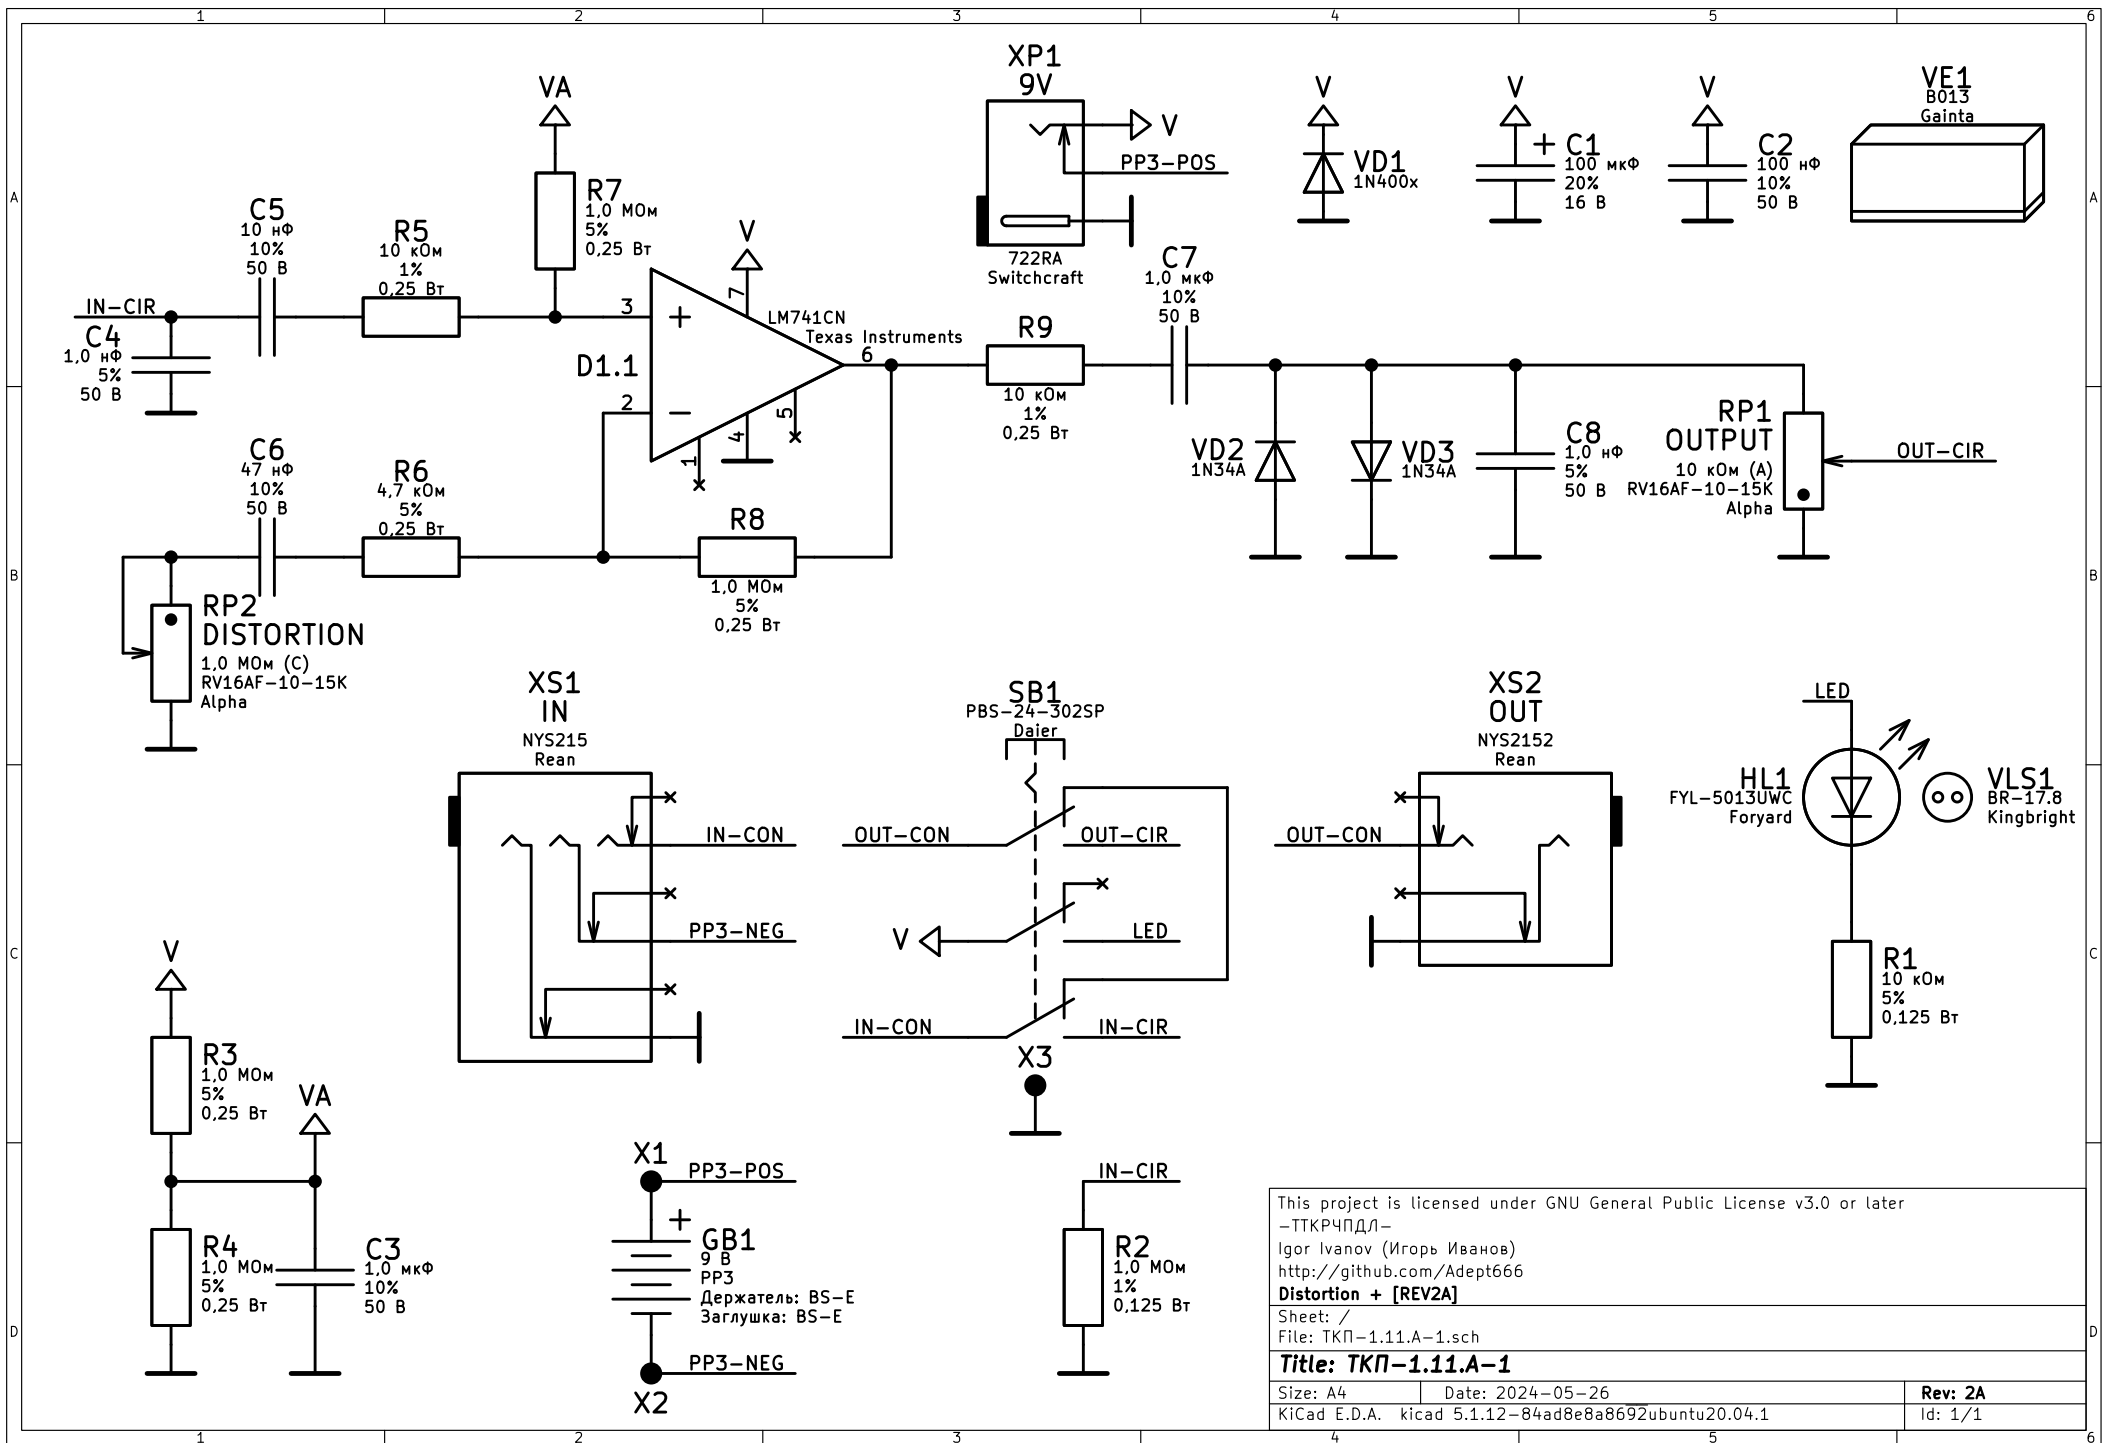 1 2 3 4 5 6
A
B
C
D
VA
R7
1,0 МОм
5%
0,25 Вт
C5
10 нФ
10%
50 В
R5
10 кОм
1%
0,25 Вт
IN-CIR
C4
1,0 нФ
5%
50 В
V
7
3
2
6
1
4
5
D1.1
LM741CN
Texas Instruments
XP1
9V
V
PP3-POS
722RA
Switchcraft
V
VD1
1N400x
V
C1
100 мкФ
20%
16 В
V
C2
100 нФ
10%
50 В
VE1
B013
Gainta
R9
10 кОм
1%
0,25 Вт
C7
1,0 мкФ
10%
50 В
VD2
1N34A
VD3
1N34A
C8
1,0 нФ
5%
50 В
RP1
OUTPUT
10 кОм (A)
RV16AF-10-15K
Alpha
OUT-CIR
C6
47 нФ
10%
50 В
R6
4,7 кОм
5%
0,25 Вт
R8
1,0 МОм
5%
0,25 Вт
RP2
DISTORTION
1,0 МОм (C)
RV16AF-10-15K
Alpha
XS1
IN
NYS215
Rean
IN-CON
PP3-NEG
SB1
PBS-24-302SP
Daier
OUT-CON
OUT-CIR
V
LED
IN-CON
IN-CIR
X3
XS2
OUT
NYS2152
Rean
OUT-CON
LED
HL1
FYL-5013UWC
Foryard
VLS1
BR-17.8
Kingbright
R1
10 кОм
5%
0,125 Вт
V
R3
1,0 МОм
5%
0,25 Вт
VA
R4
1,0 МОм
5%
0,25 Вт
C3
1,0 мкФ
10%
50 В
X1
PP3-POS
GB1
9 В
PP3
Держатель: BS-E
Заглушка: BS-E
PP3-NEG
X2
IN-CIR
R2
1,0 МОм
1%
0,125 Вт
This project is licensed under GNU General Public License v3.0 or later
-ТТКРЧПДЛ-
Igor Ivanov (Игорь Иванов)
http://github.com/Adept666
Distortion + [REV2A]
Sheet: /
File: ТКП-1.11.А-1.sch
Title: ТКП-1.11.А-1
Size: A4 Date: 2024-05-26 Rev: 2A
KiCad E.D.A. kicad 5.1.12-84ad8e8a8692ubuntu20.04.1 Id: 1/1
1 2 3 4 5 6
A
B
C
D